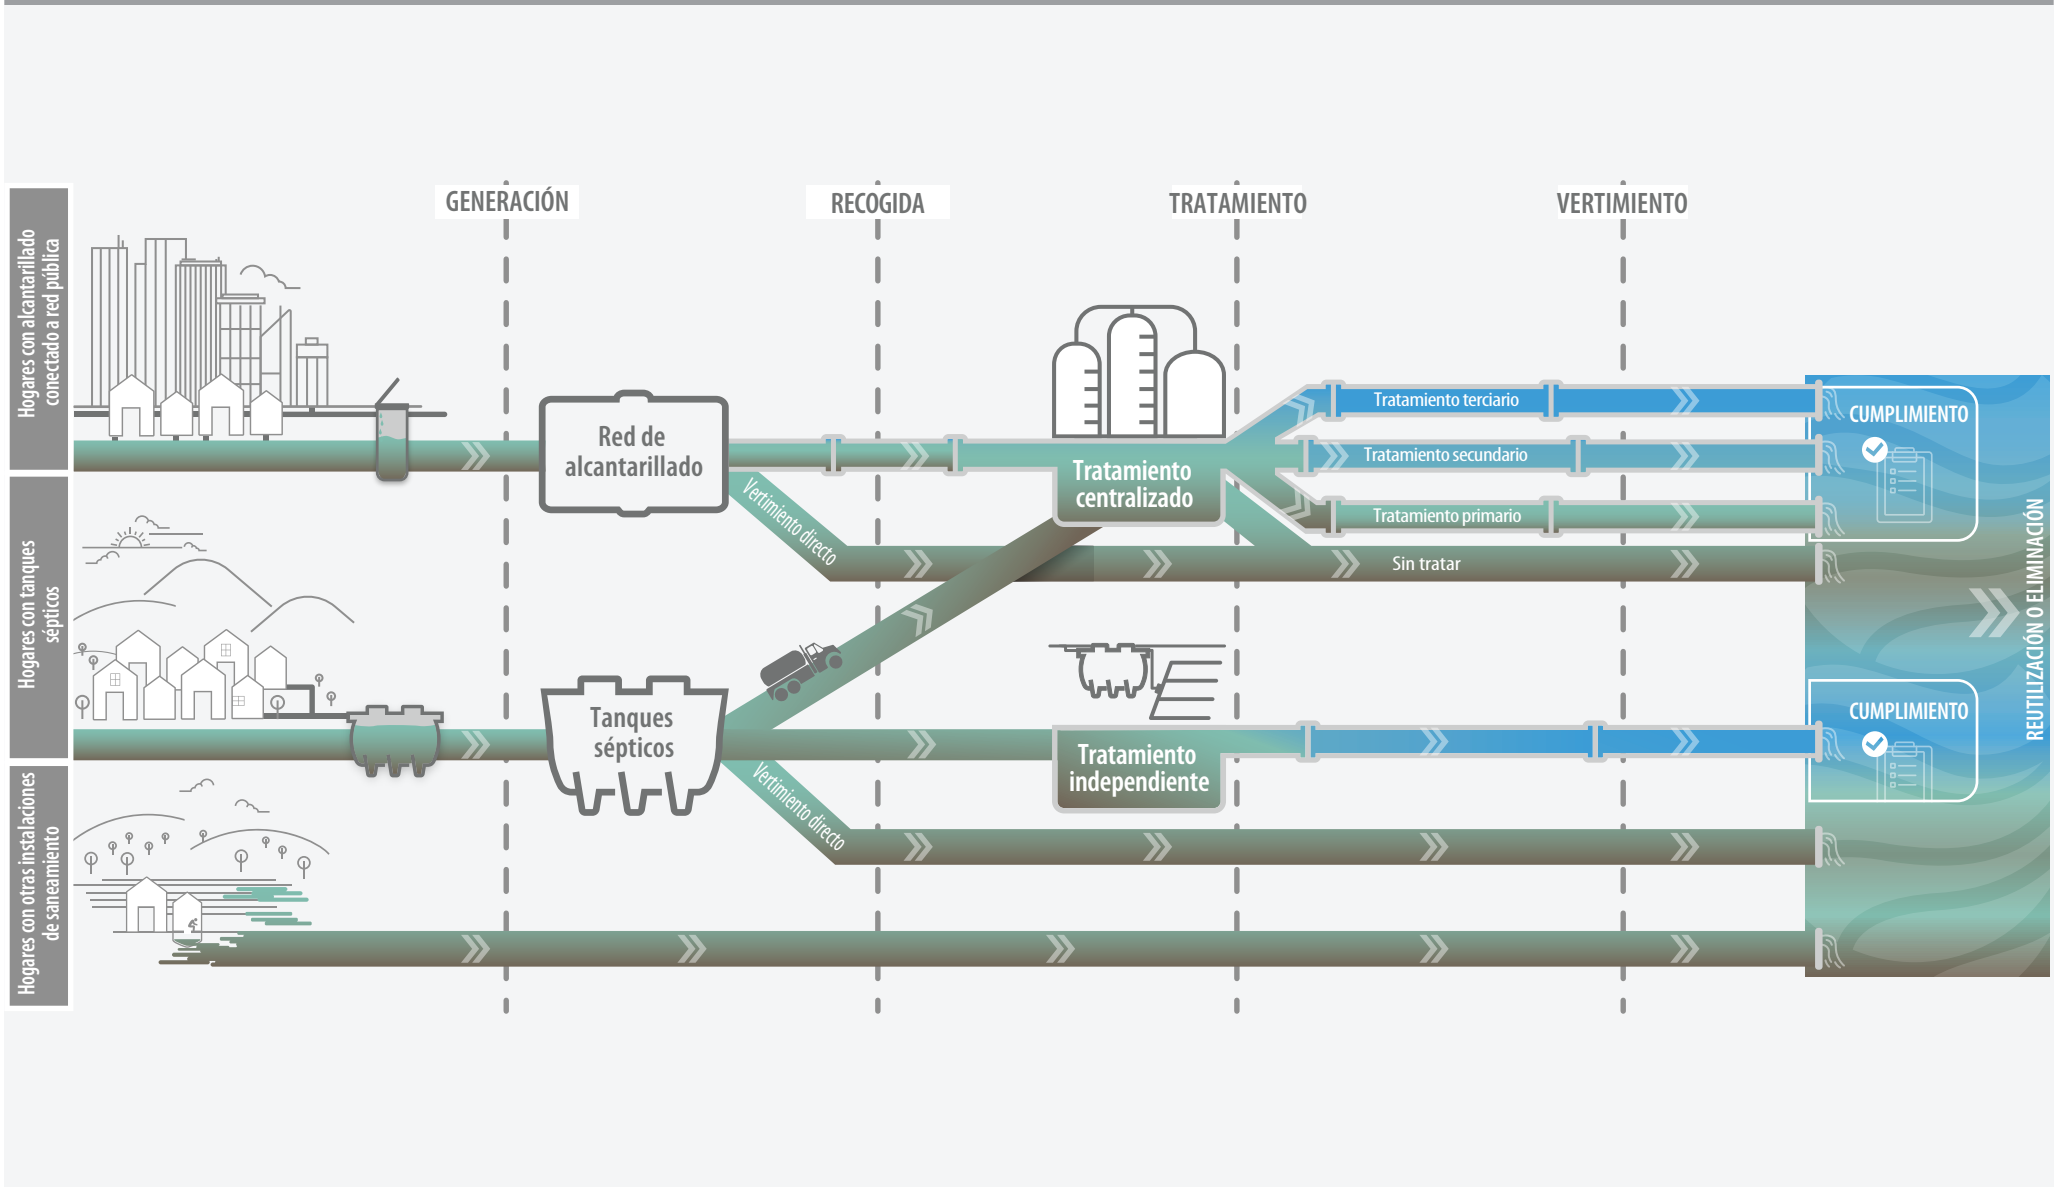 GENERACIÓN
RECOGIDA
TRATAMIENTO
VERTIMIENTO
Hogares con alcantarillado
conectado a red pública
Red de
alcantarillado
Vertimiento directo
Tratamiento
centralizado
Tratamiento terciario
Tratamiento secundario
Tratamiento primario
Sin tratar
CUMPLIMIENTO
Hogares con tanques
sépticos
Tanques
sépticos
Vertimiento directo
Tratamiento
independiente
CUMPLIMIENTO
REUTILIZACIÓN O ELIMINACIÓN
Hogares con otras instalaciones
de saneamiento